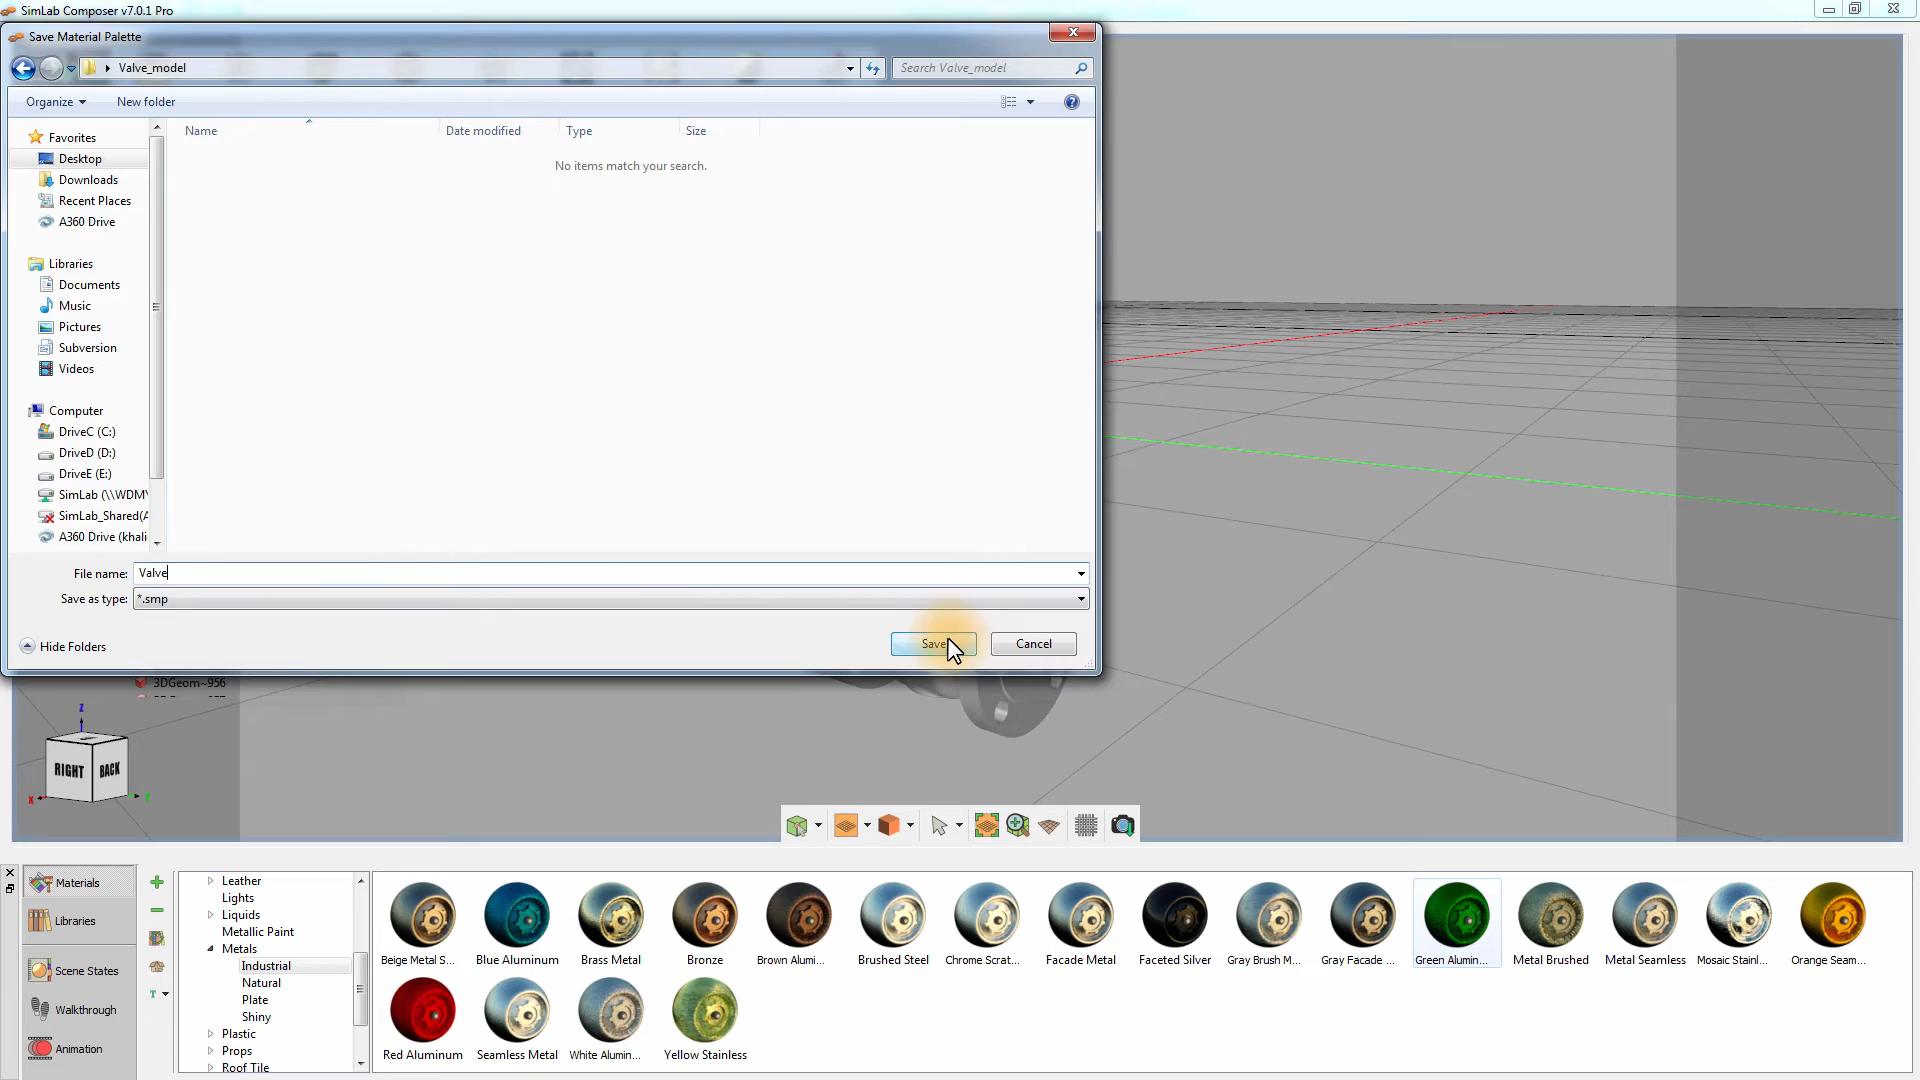 SimLab Composer v7.0.1 Pro
Save Material Palette
Valve_model
Search Valve_model
Organize
New folder
Name
Date modified
Type
Size
No items match your search.
Favorites
Desktop
Downloads
Recent Places
A360 Drive
Libraries
Documents
Music
Pictures
Subversion
Videos
Computer
DriveC (C:)
DriveD (D:)
DriveE (E:)
SimLab (\\WDMY
SimLab_Shared(A
A360 Drive (khali
File name: Valve
Save as type: *.smp
Hide Folders
Save
Cancel
3DGeom~956
Z
RIGHT
BACK
X
Materials
Libraries
Scene States
Walkthrough
Animation
T
Leather
Lights
Liquids
Metallic Paint
Metals
Industrial
Natural
Plate
Shiny
Plastic
Props
Roof Tile
Beige Metal S...
Blue Aluminum
Brass Metal
Bronze
Brown Alumi...
Brushed Steel
Chrome Scrat...
Facade Metal
Faceted Silver
Gray Brush M...
Gray Facade ...
Green Alumin...
Metal Brushed
Metal Seamless
Mosaic Stainl...
Orange Seam...
Red Aluminum
Seamless Metal
White Alumin...
Yellow Stainless